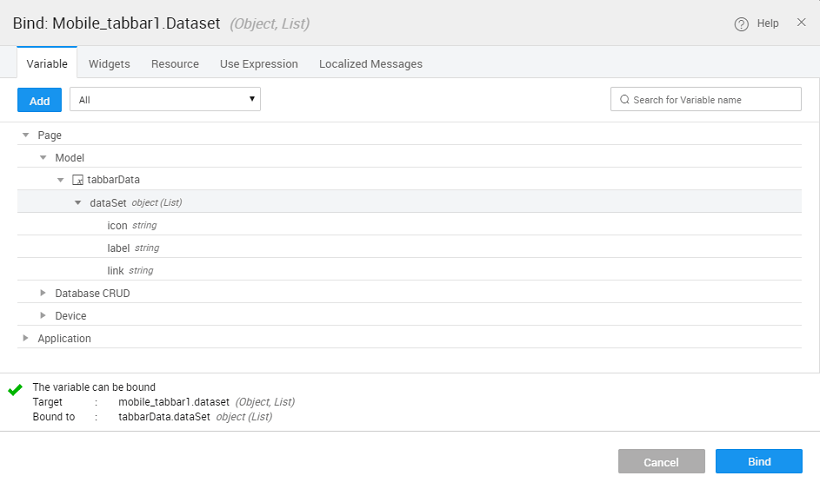 Bind: Mobile_tabbar1.Dataset (Object, List) Help
Variable Widgets Resource Use Expression Localized Messages
Add All Search for Variable name
Page
Model
tabbarData
dataSet object (List)
icon string
label string
link string
Database CRUD
Device
Application
The variable can be bound
Target : mobile_tabbar1.dataset (Object, List)
Bound to : tabbarData.dataSet object (List)
Cancel Bind